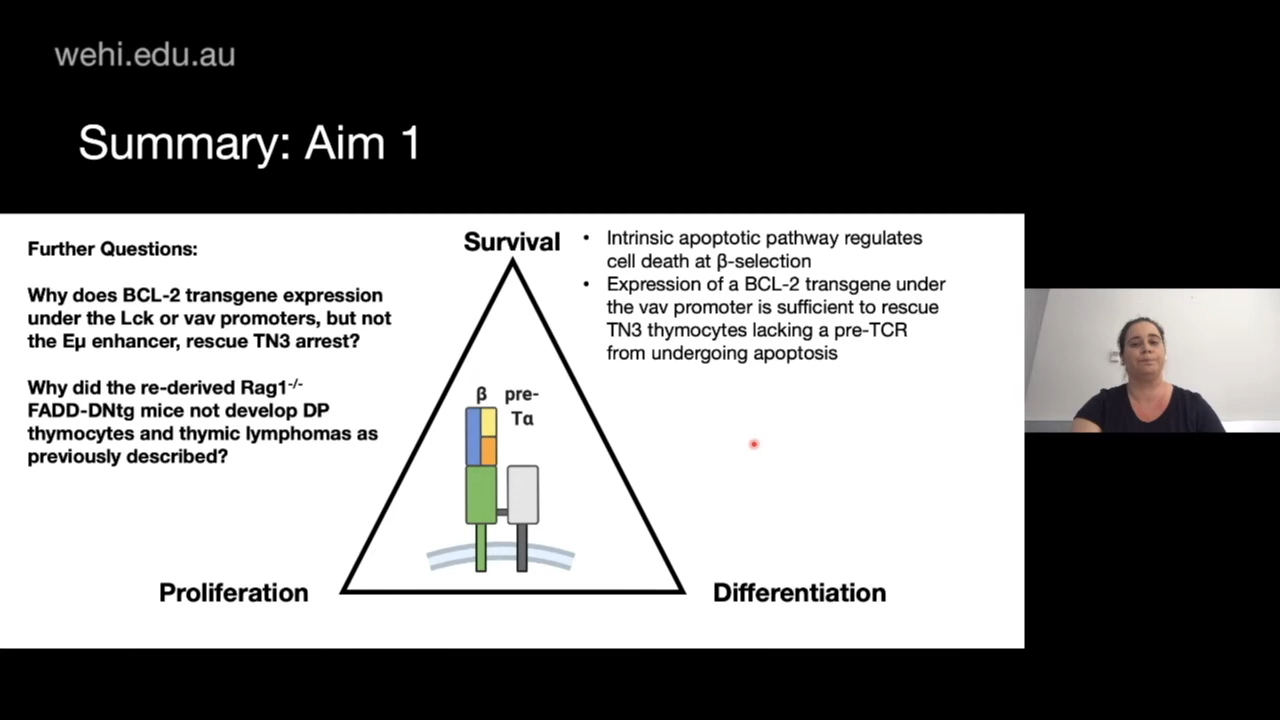 wehi.edu.au
Summary: Aim 1
Further Questions:
Why does BCL-2 transgene expression
under the Lck or vav promoters, but not
the Eµ enhancer, rescue TN3 arrest?
Why did the re-derived Rag1-/-
FADD-DNtg mice not develop DP
thymocytes and thymic lymphomas as
previously described?
Survival
• Intrinsic apoptotic pathway regulates
cell death at β-selection
• Expression of a BCL-2 transgene under
the vav promoter is sufficient to rescue
TN3 thymocytes lacking a pre-TCR
from undergoing apoptosis
β pre-
Tα
Proliferation
Differentiation